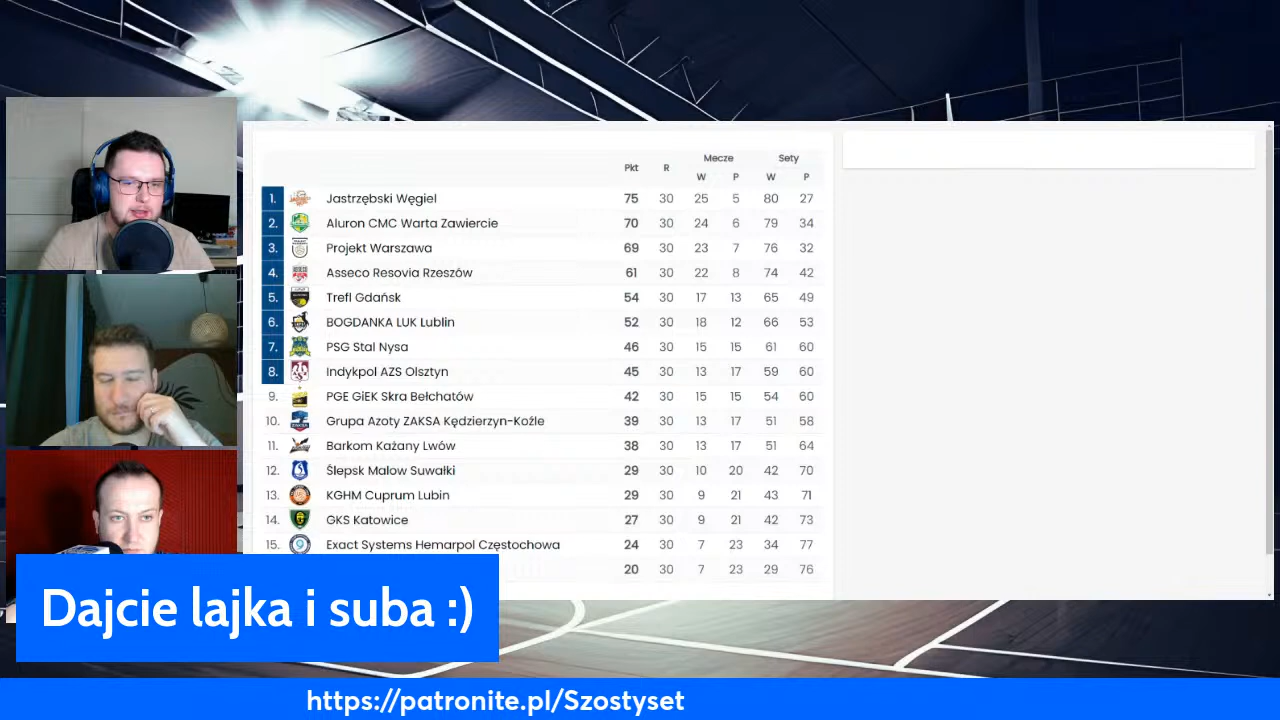 Mecze Sety
Pkt R W P W P
1. Jastrzębski Węgiel 75 30 25 5 80 27
2. Aluron CMC Warta Zawiercie 70 30 24 6 79 34
3. Projekt Warszawa 69 30 23 7 76 32
4. Asseco Resovia Rzeszów 61 30 22 8 74 42
5. Trefl Gdańsk 54 30 17 13 65 49
6. BOGDANKA LUK Lublin 52 30 18 12 66 53
7. PSG Stal Nysa 46 30 15 15 61 60
8. Indykpol AZS Olsztyn 45 30 13 17 59 60
9. PGE GiEK Skra Bełchatów 42 30 15 15 54 60
10. Grupa Azoty ZAKSA Kędzierzyn-Koźle 39 30 13 17 51 58
11. Barkom Każany Lwów 38 30 13 17 51 64
12. Ślepsk Malow Suwałki 29 30 10 20 42 70
13. KGHM Cuprum Lubin 29 30 9 21 43 71
14. GKS Katowice 27 30 9 21 42 73
15. Exact Systems Hemarpol Częstochowa 24 30 7 23 34 77
20 30 7 23 29 76
Dajcie lajka i suba :)
https://patronite.pl/Szostyset